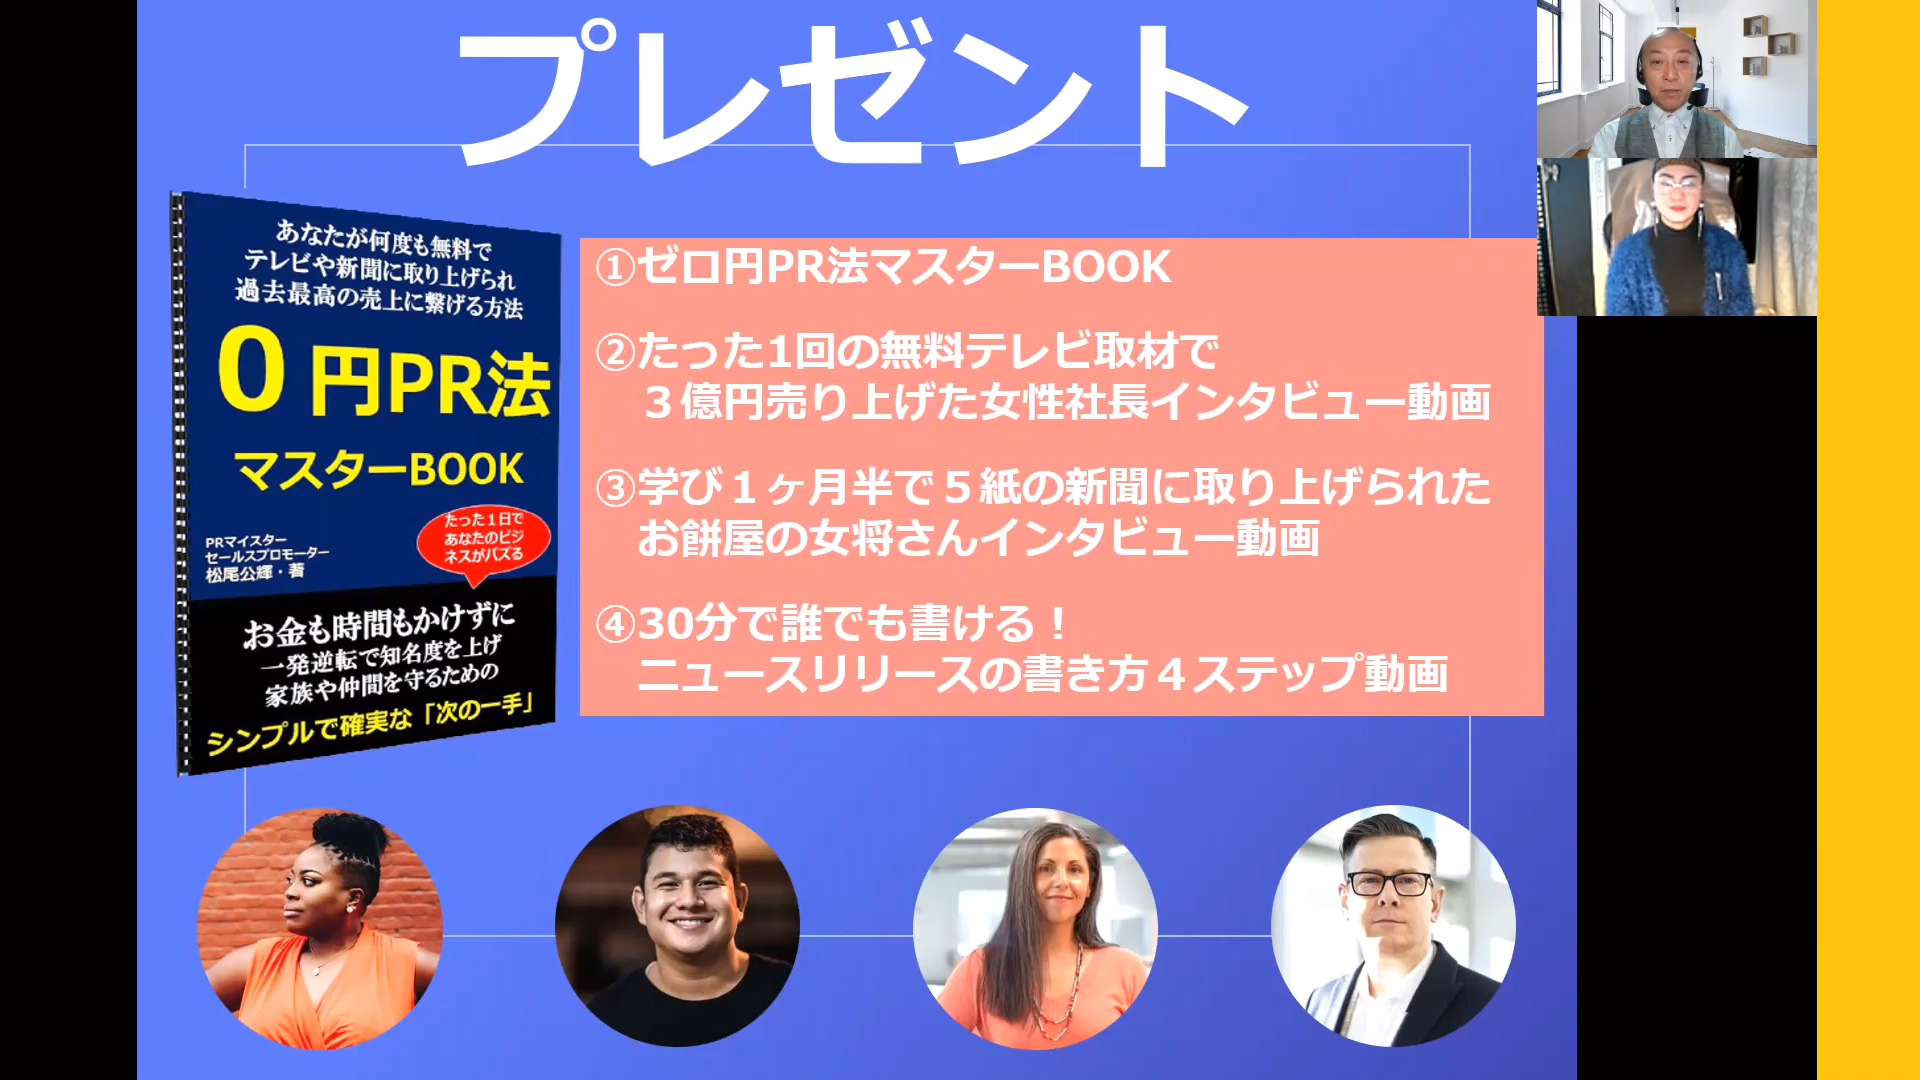 プレゼント
あなたが何度も無料で
テレビや新聞に取り上げられ
過去最高の売上に繋げる方法
0円PR法
マスターBOOK
たった1日で
あなたのビジ
ネスがバズる
PRマイスター
セールスプロモーター
松尾公輝・著
お金も時間もかけずに
一発逆転で知名度を上げ
家族や仲間を守るための
シンプルで確実な「次の一手」
①ゼロ円PR法マスターBOOK
②たった1回の無料テレビ取材で
３億円売り上げた女性社長インタビュー動画
③学び１ヶ月半で５紙の新聞に取り上げられた
お餅屋の女将さんインタビュー動画
④30分で誰でも書ける！
ニュースリリースの書き方４ステップ動画